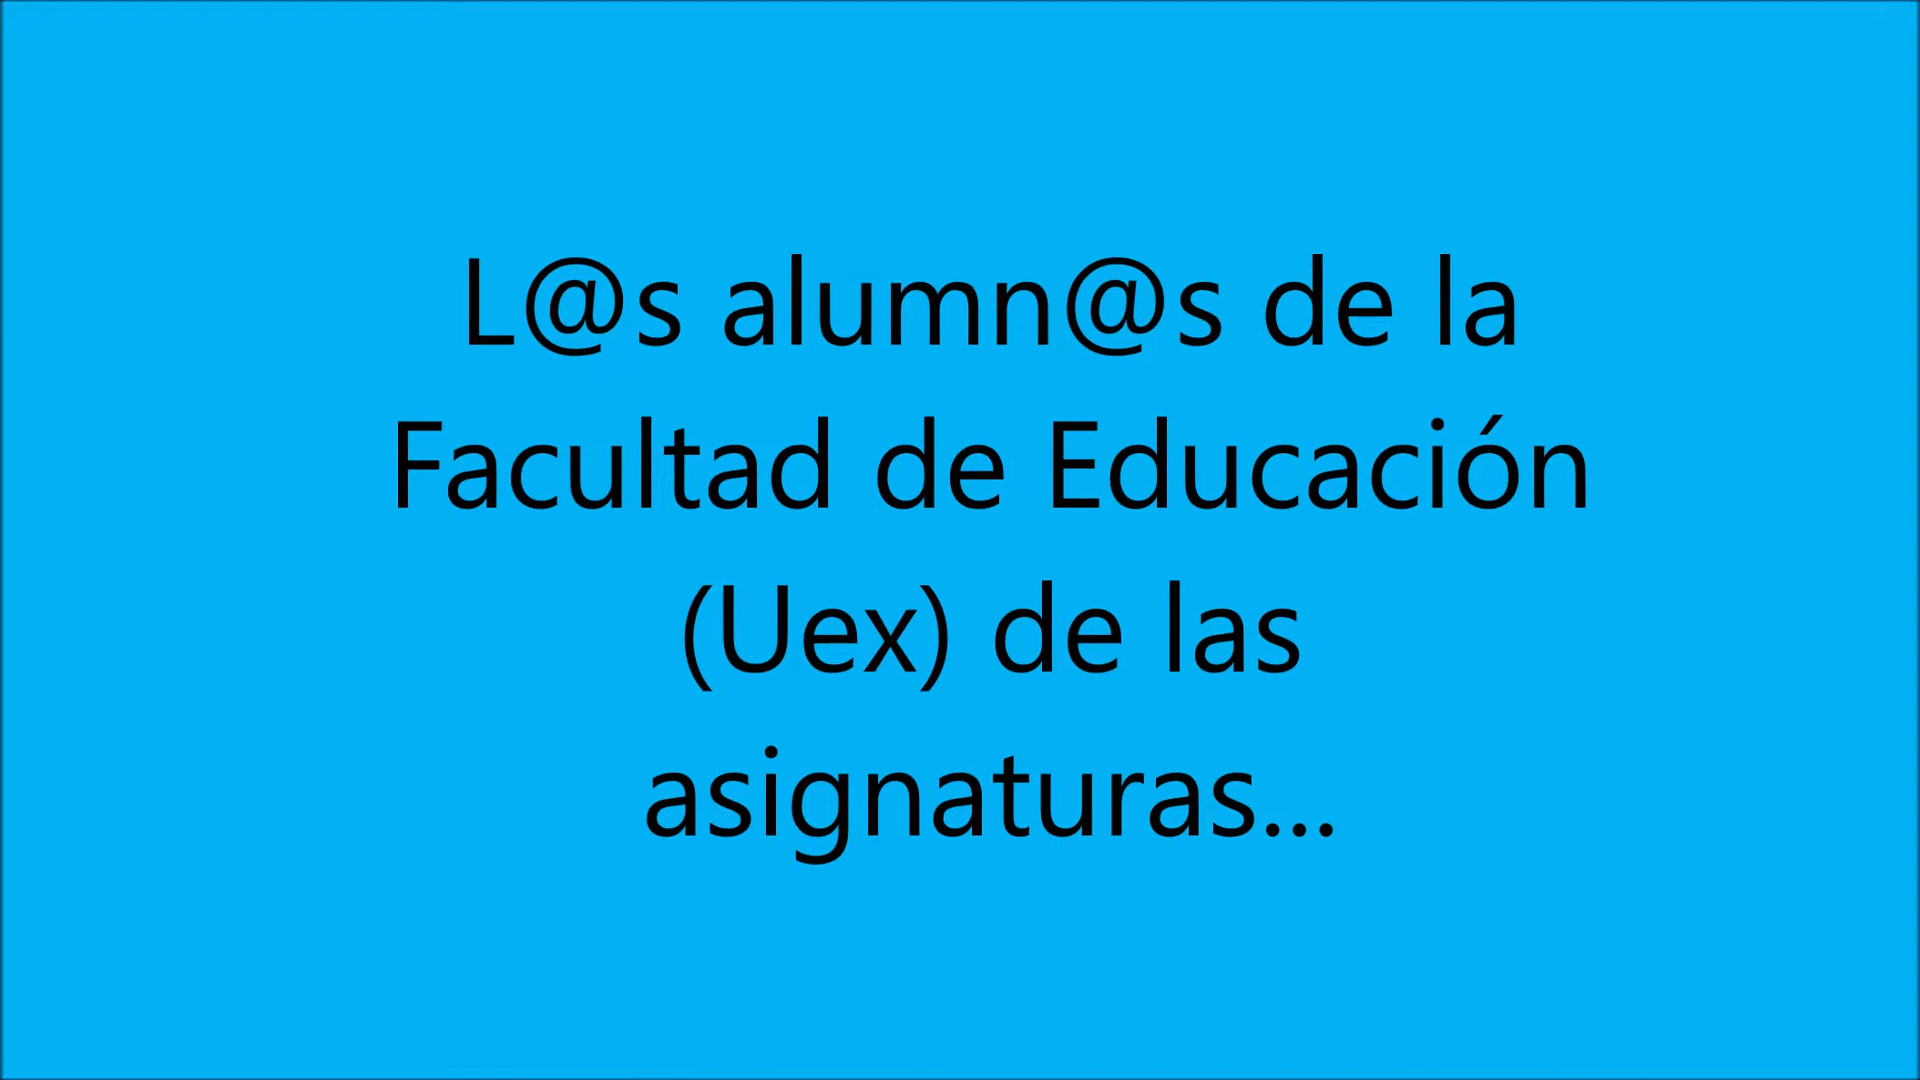 L@s alumn@s de la
Facultad de Educación
(Uex) de las
asignaturas...